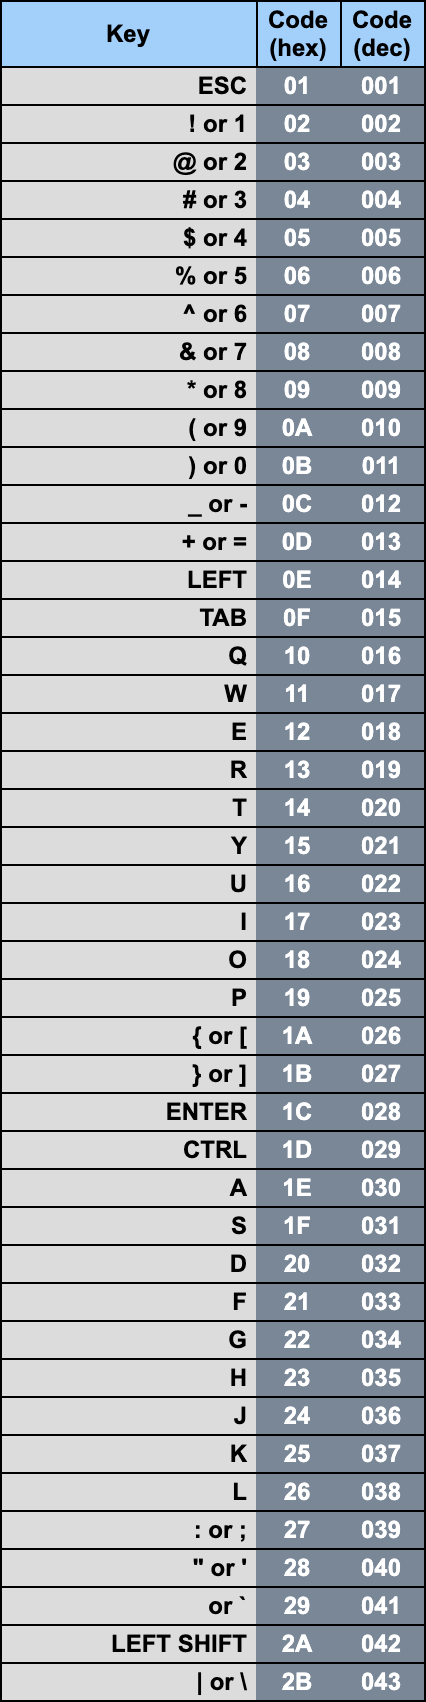 Key Code (hex) Code (dec)
ESC 01 001
! or 1 02 002
@ or 2 03 003
# or 3 04 004
$ or 4 05 005
% or 5 06 006
^ or 6 07 007
& or 7 08 008
* or 8 09 009
( or 9 0A 010
) or 0 0B 011
_ or - 0C 012
+ or = 0D 013
LEFT 0E 014
TAB 0F 015
Q 10 016
W 11 017
E 12 018
R 13 019
T 14 020
Y 15 021
U 16 022
I 17 023
O 18 024
P 19 025
{ or [ 1A 026
} or ] 1B 027
ENTER 1C 028
CTRL 1D 029
A 1E 030
S 1F 031
D 20 032
F 21 033
G 22 034
H 23 035
J 24 036
K 25 037
L 26 038
: or ; 27 039
" or ' 28 040
or ` 29 041
LEFT SHIFT 2A 042
| or \ 2B 043